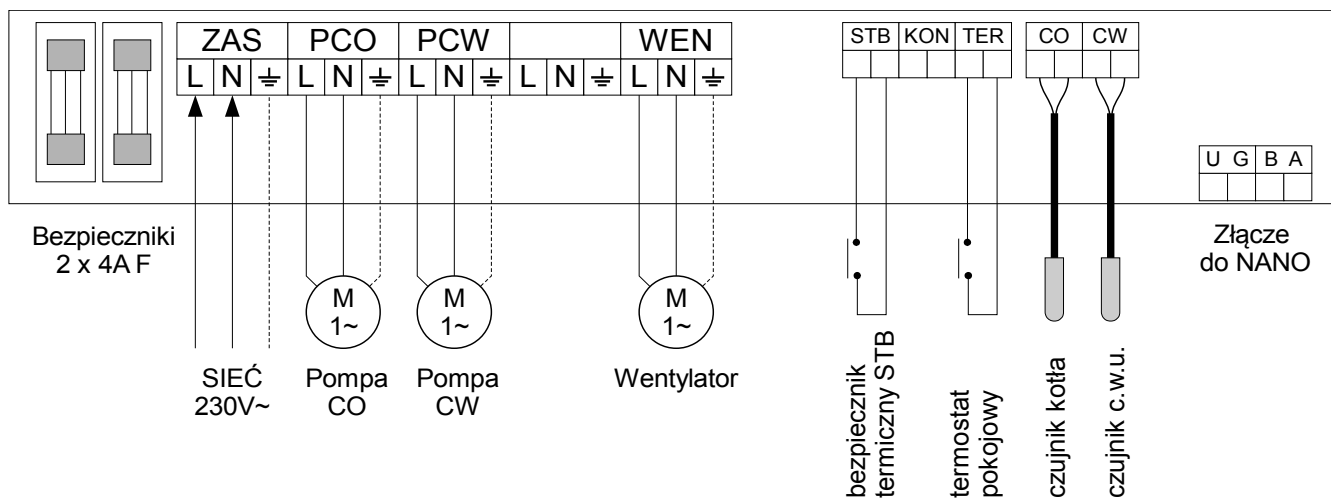 ZAS PCO PCW WEN
L N L N L N L N L N
STB KON TER CO CW
U G B A
Bezpieczniki
2 x 4A F
Złącze
do NANO
M
1~
M
1~
M
1~
SIEĆ
230V~
Pompa
CO
Pompa
CW
Wentylator
bezpiecznik
termiczny STB
termostat
pokojowy
czujnik kotła
czujnik c.w.u.